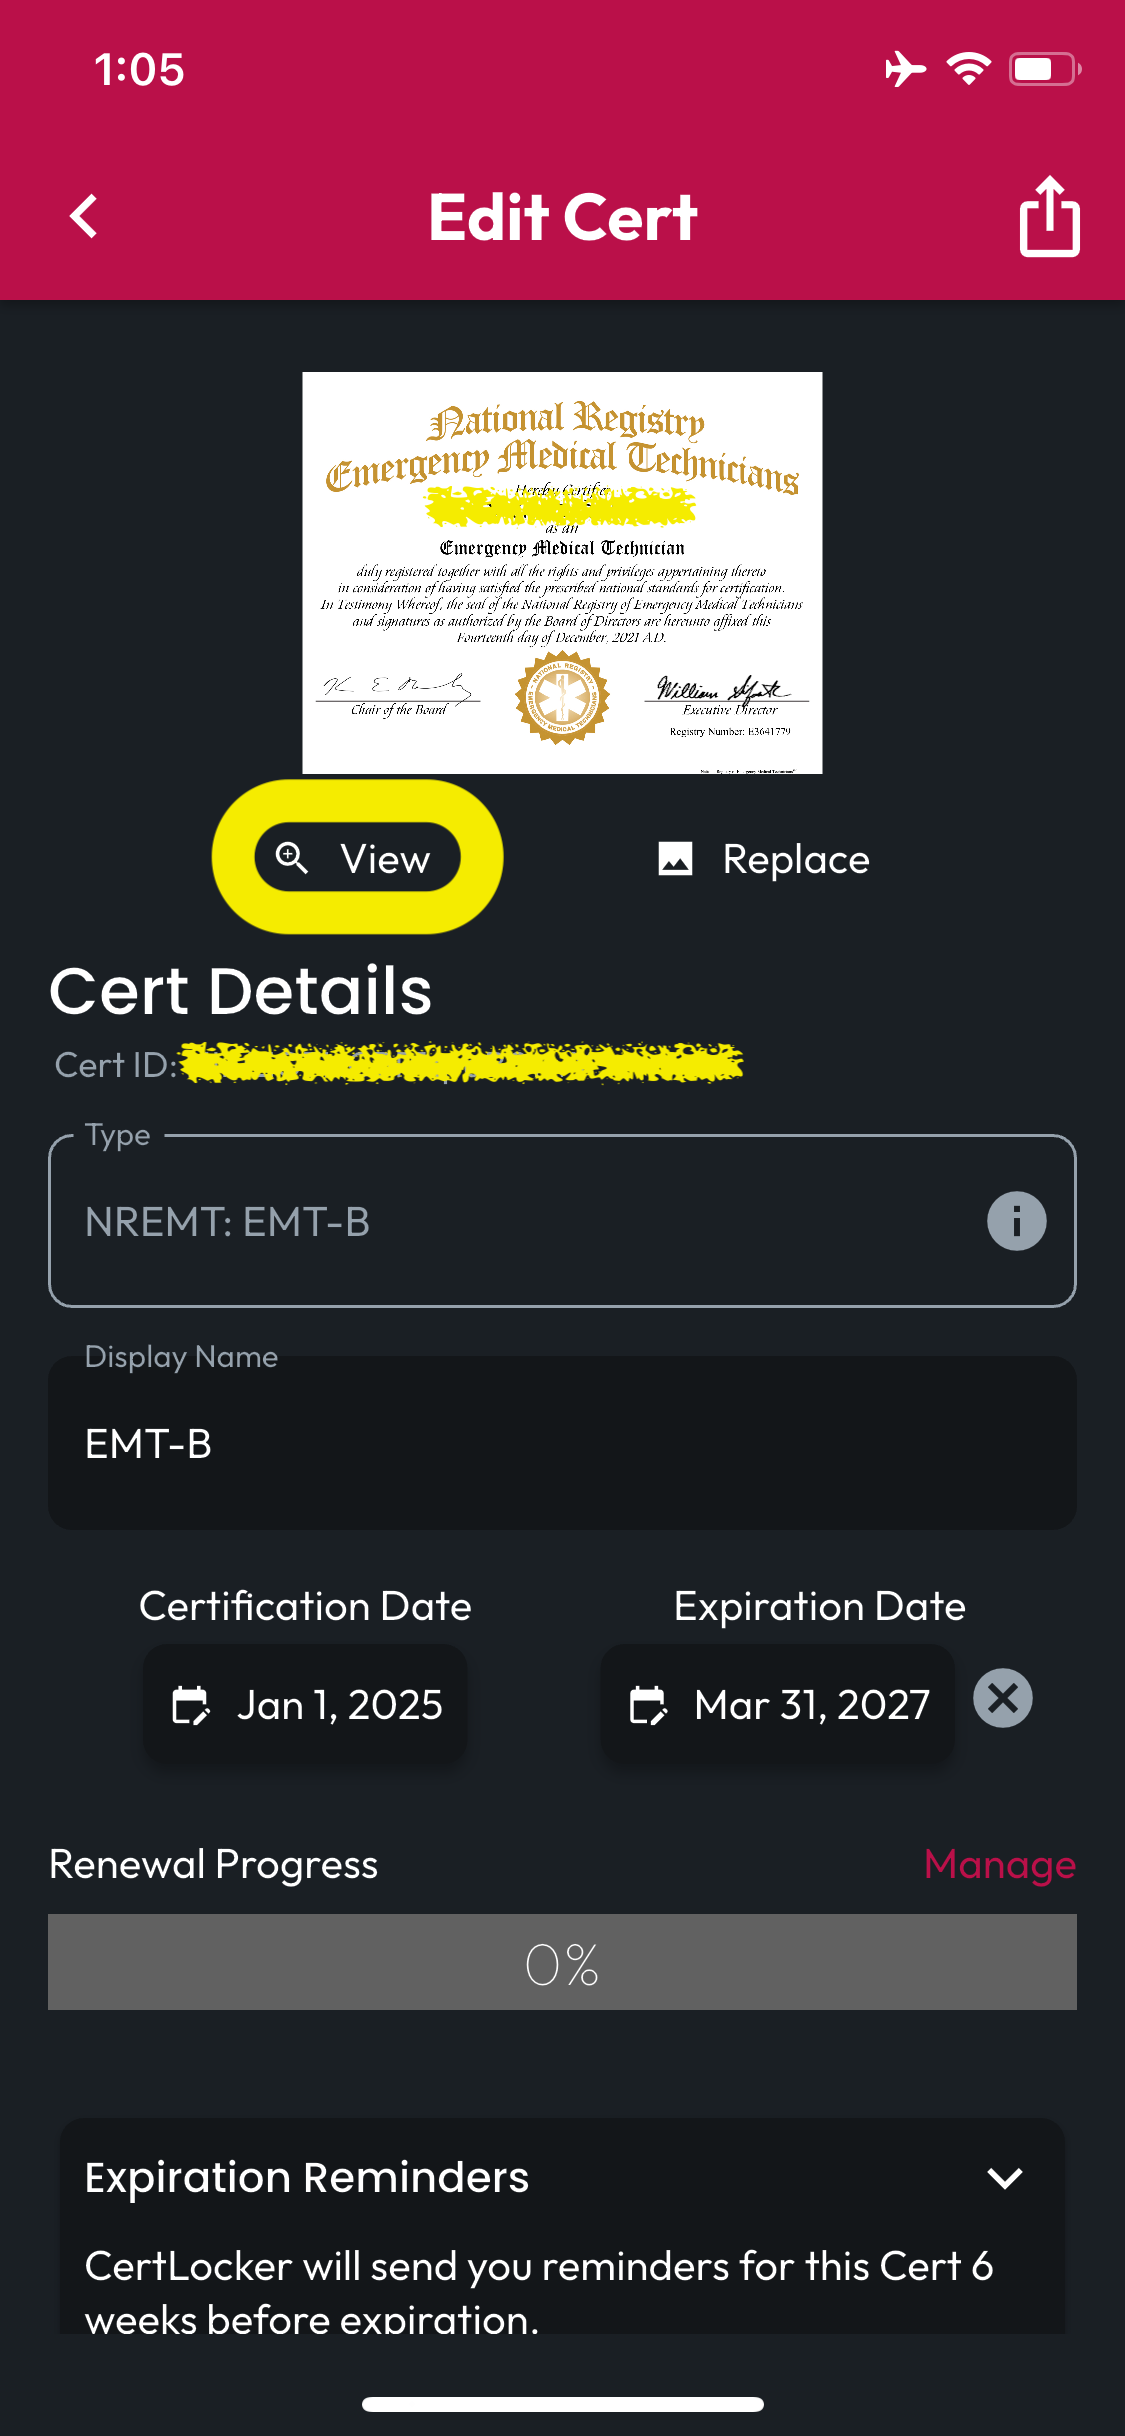 1:05
Edit Cert
National Registry
Emergency Medical Technicians
Hereby Certifies
as an
Emergency Medical Technician
duly registered together with all the rights and privileges appertaining thereto
in consideration of having satisfied the prescribed national standards for certification.
In Testimony Whereof, the seal of the National Registry of Emergency Medical Technicians
and signatures as authorized by the Board of Directors are hereunto affixed this
Fourteenth day of December, 2021 A.D.
NATIONAL REGISTRY
EMERGENCY MEDICAL TECHNICIANS
Chair of the Board
Executive Director
Registry Number: E3641779
View
Replace
Cert Details
Cert ID:
Type
NREMT: EMT-B
Display Name
EMT-B
Certification Date
Expiration Date
Jan 1, 2025
Mar 31, 2027
Renewal Progress
Manage
0%
Expiration Reminders
CertLocker will send you reminders for this Cert 6
weeks before expiration.